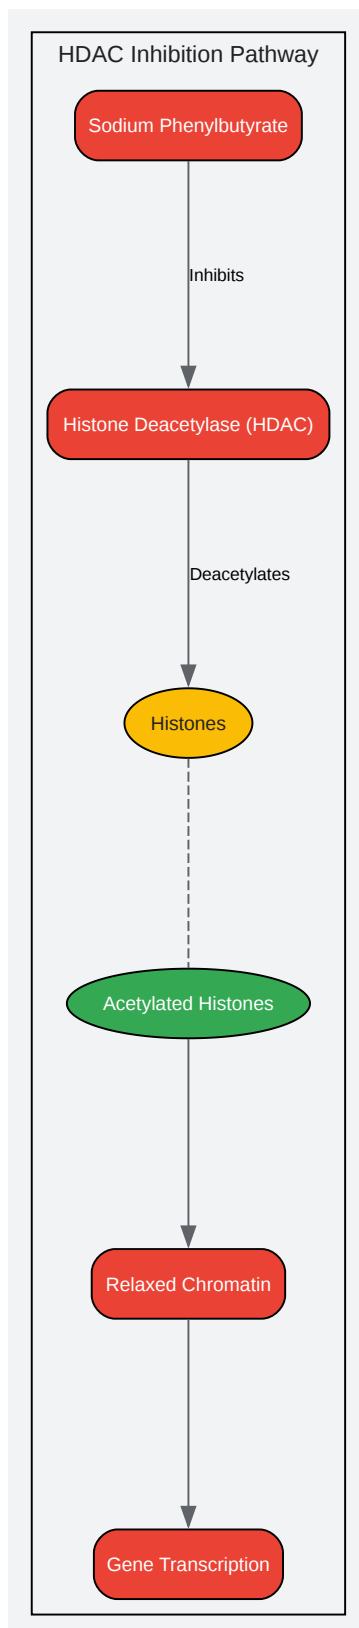 HDAC Inhibition Pathway
Sodium Phenylbutyrate
Inhibits
Histone Deacetylase (HDAC)
Deacetylates
Histones
Acetylated Histones
Relaxed Chromatin
Gene Transcription